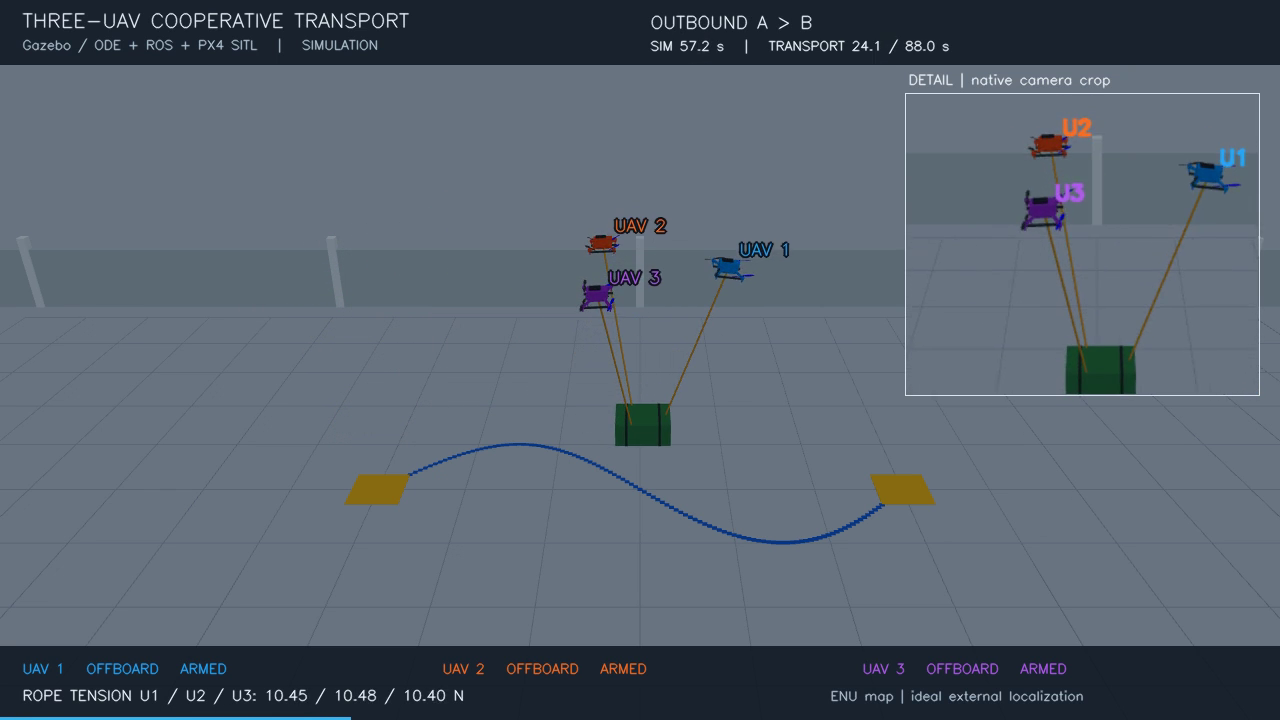 THREE-UAV COOPERATIVE TRANSPORT
Gazebo / ODE + ROS + PX4 SITL | SIMULATION
OUTBOUND A > B
SIM 57.2 s | TRANSPORT 24.1 / 88.0 s
DETAIL | native camera crop
U2
U1
U3
UAV 2
UAV 1
UAV 3
UAV 1 OFFBOARD ARMED
UAV 2 OFFBOARD ARMED
UAV 3 OFFBOARD ARMED
ROPE TENSION U1 / U2 / U3: 10.45 / 10.48 / 10.40 N
ENU map | ideal external localization